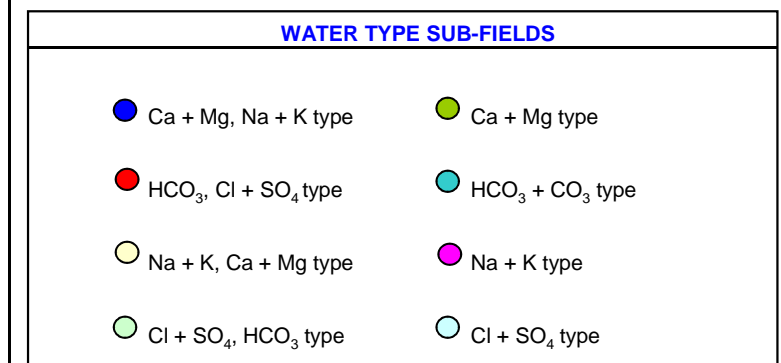 WATER TYPE SUB-FIELDS
Ca + Mg, Na + K type
Ca + Mg type
HCO₃, Cl + SO₄ type
HCO₃ + CO₃ type
Na + K, Ca + Mg type
Na + K type
Cl + SO₄, HCO₃ type
Cl + SO₄ type